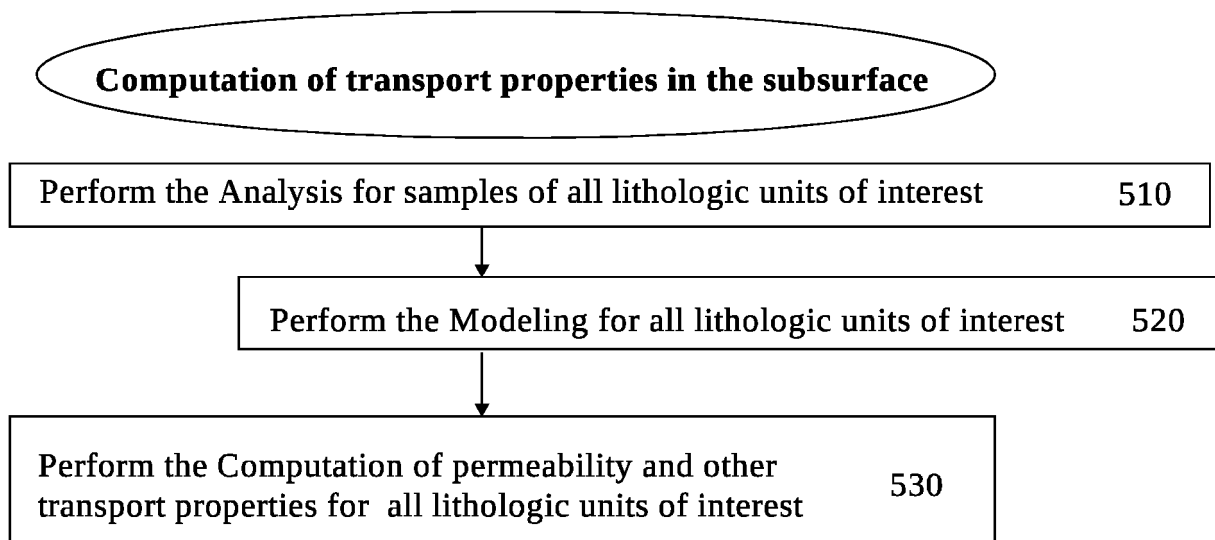 Computation of transport properties in the subsurface
Perform the Analysis for samples of all lithologic units of interest 510
Perform the Modeling for all lithologic units of interest 520
Perform the Computation of permeability and other
transport properties for all lithologic units of interest 530